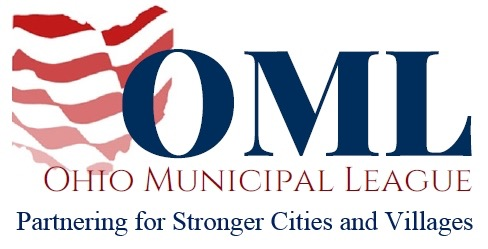 OML
OHIO MUNICIPAL LEAGUE
Partnering for Stronger Cities and Villages